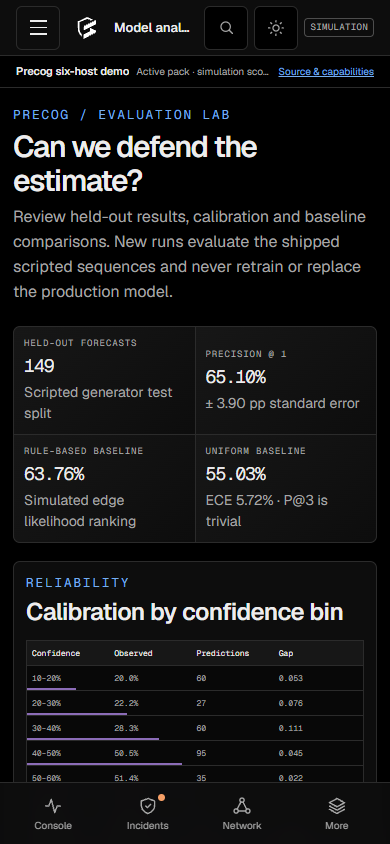 Model anal...
SIMULATION
Precog six-host demo Active pack · simulation sco... Source & capabilities
PRECOG / EVALUATION LAB
Can we defend the
estimate?
Review held-out results, calibration and baseline
comparisons. New runs evaluate the shipped
scripted sequences and never retrain or replace
the production model.
HELD-OUT FORECASTS
149
Scripted generator test
split
PRECISION @ 1
65.10%
± 3.90 pp standard error
RULE-BASED BASELINE
63.76%
Simulated edge
likelihood ranking
UNIFORM BASELINE
55.03%
ECE 5.72% · P@3 is
trivial
RELIABILITY
Calibration by confidence bin
Confidence Observed Predictions Gap
10-20% 20.0% 60 0.053
20-30% 22.2% 27 0.076
30-40% 28.3% 60 0.111
40-50% 50.5% 95 0.045
50-60% 51.4% 35 0.022
Console Incidents Network More